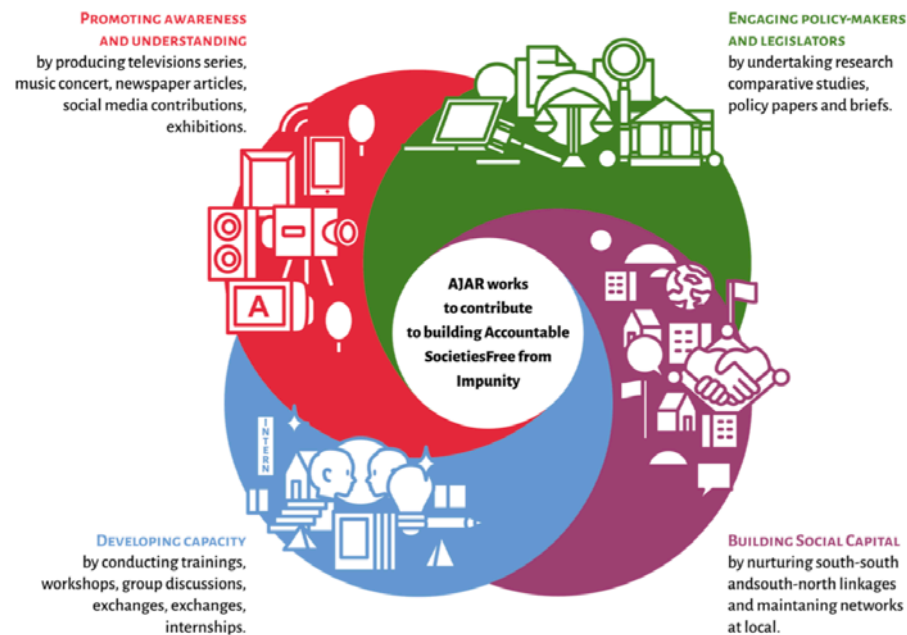 PROMOTING AWARENESS
AND UNDERSTANDING
by producing televisions series,
music concert, newspaper articles,
social media contributions,
exhibitions.
ENGAGING POLICY-MAKERS
AND LEGISLATORS
by undertaking research
comparative studies,
policy papers and briefs.
A
AJAR works
to contribute
to building Accountable
SocietiesFree from
Impunity
INTERN
DEVELOPING CAPACITY
by conducting trainings,
workshops, group discussions,
exchanges, exchanges,
internships.
BUILDING SOCIAL CAPITAL
by nurturing south-south
andsouth-north linkages
and maintaning networks
at local.